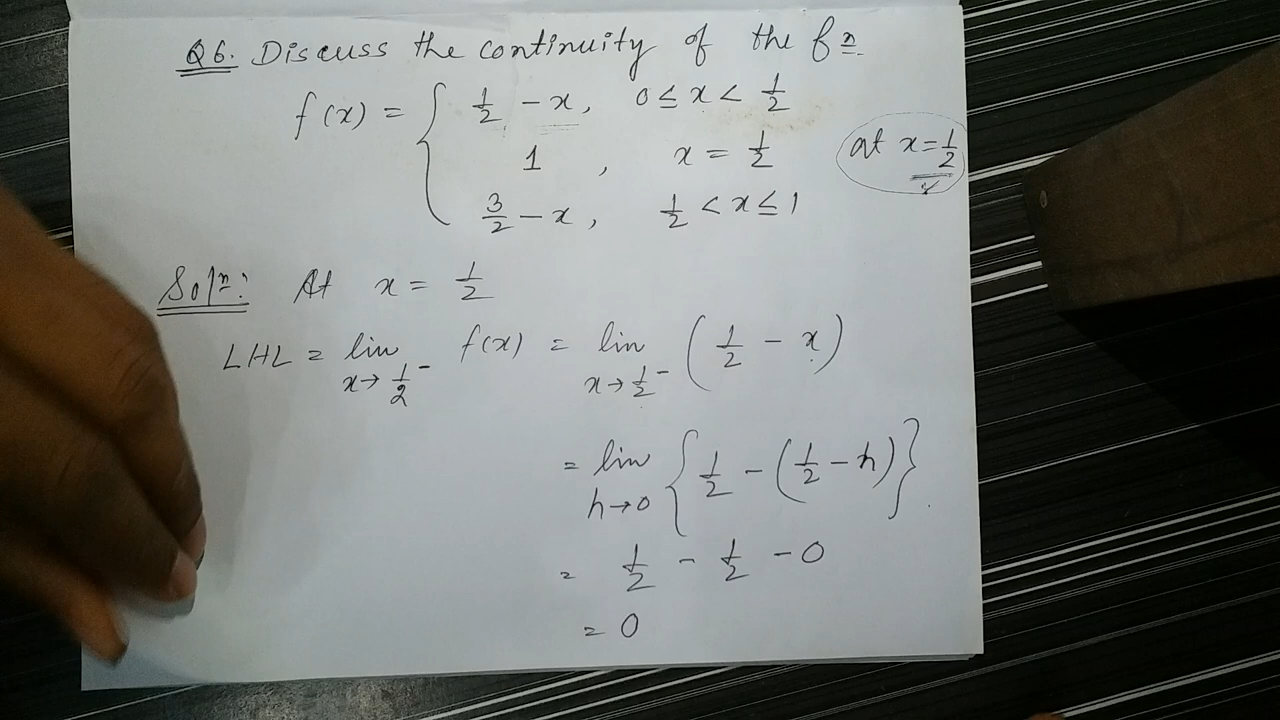 Q6. Discuss the continuity of the fn
f(x) = { 1/2 - x, 0 ≤ x < 1/2
1, x = 1/2
3/2 - x, 1/2 < x ≤ 1
at x = 1/2
Soln: At x = 1/2
LHL = lim x→1/2⁻ f(x) = lim x→1/2⁻ (1/2 - x)
= lim h→0 {1/2 - (1/2 - h)}
= 1/2 - 1/2 - 0
= 0